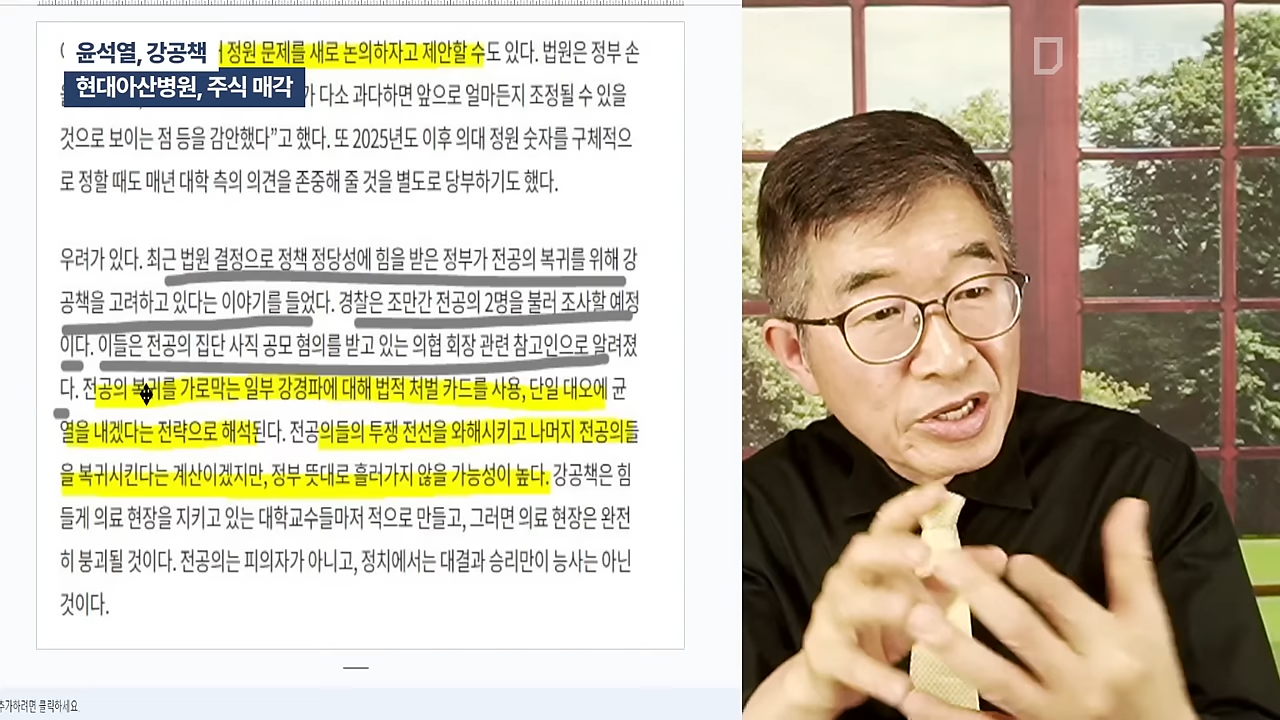 윤석열, 강공책
현대아산병원, 주식 매각
정원 문제를 새로 논의하자고 제안할 수도 있다. 법원은 정부 손
가 다소 과다하면 앞으로 얼마든지 조정될 수 있을
것으로 보이는 점 등을 감안했다”고 했다. 또 2025년도 이후 의대 정원 숫자를 구체적으
로 정할 때도 매년 대학 측의 의견을 존중해 줄 것을 별도로 당부하기도 했다.
우려가 있다. 최근 법원 결정으로 정책 정당성에 힘을 받은 정부가 전공의 복귀를 위해 강
공책을 고려하고 있다는 이야기를 들었다. 경찰은 조만간 전공의 2명을 불러 조사할 예정
이다. 이들은 전공의 집단 사직 공모 혐의를 받고 있는 의협 회장 관련 참고인으로 알려졌
다. 전공의 복귀를 가로막는 일부 강경파에 대해 법적 처벌 카드를 사용, 단일 대오에 균
열을 내겠다는 전략으로 해석된다. 전공의들의 투쟁 전선을 와해시키고 나머지 전공의들
을 복귀시킨다는 계산이겠지만, 정부 뜻대로 흘러가지 않을 가능성이 높다. 강공책은 힘
들게 의료 현장을 지키고 있는 대학교수들마저 적으로 만들고, 그러면 의료 현장은 완전
히 붕괴될 것이다. 전공의는 피의자가 아니고, 정치에서는 대결과 승리만이 능사는 아닌
것이다.
추가하려면 클릭하세요